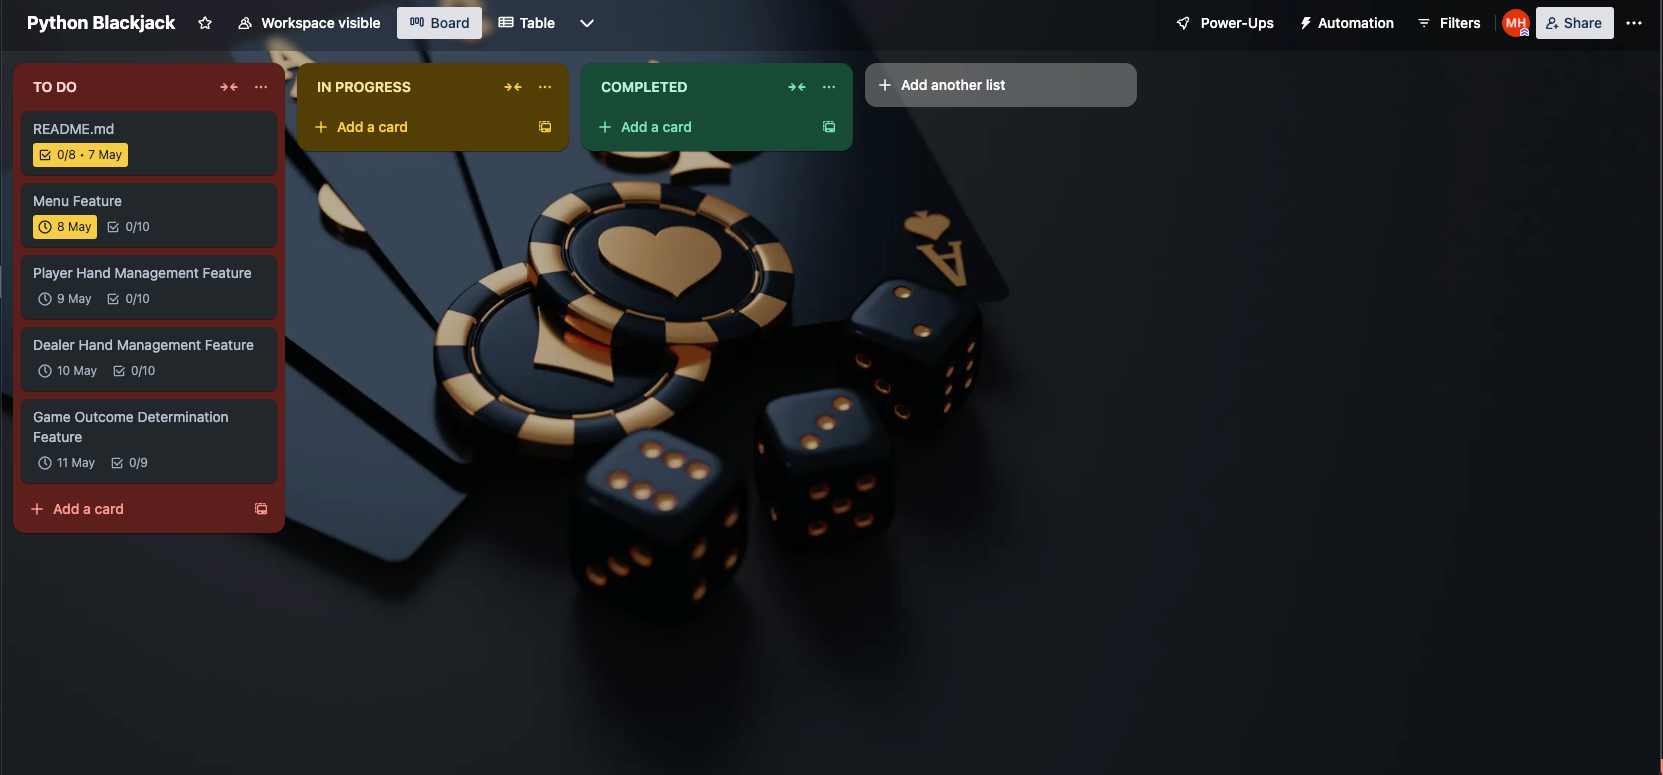 Python Blackjack
Workspace visible
Board
Table
Power-Ups
Automation
Filters
MH
Share
TO DO
README.md
0/8 • 7 May
Menu Feature
8 May 0/10
Player Hand Management Feature
9 May 0/10
Dealer Hand Management Feature
10 May 0/10
Game Outcome Determination
Feature
11 May 0/9
+ Add a card
IN PROGRESS
+ Add a card
COMPLETED
+ Add a card
+ Add another list
A